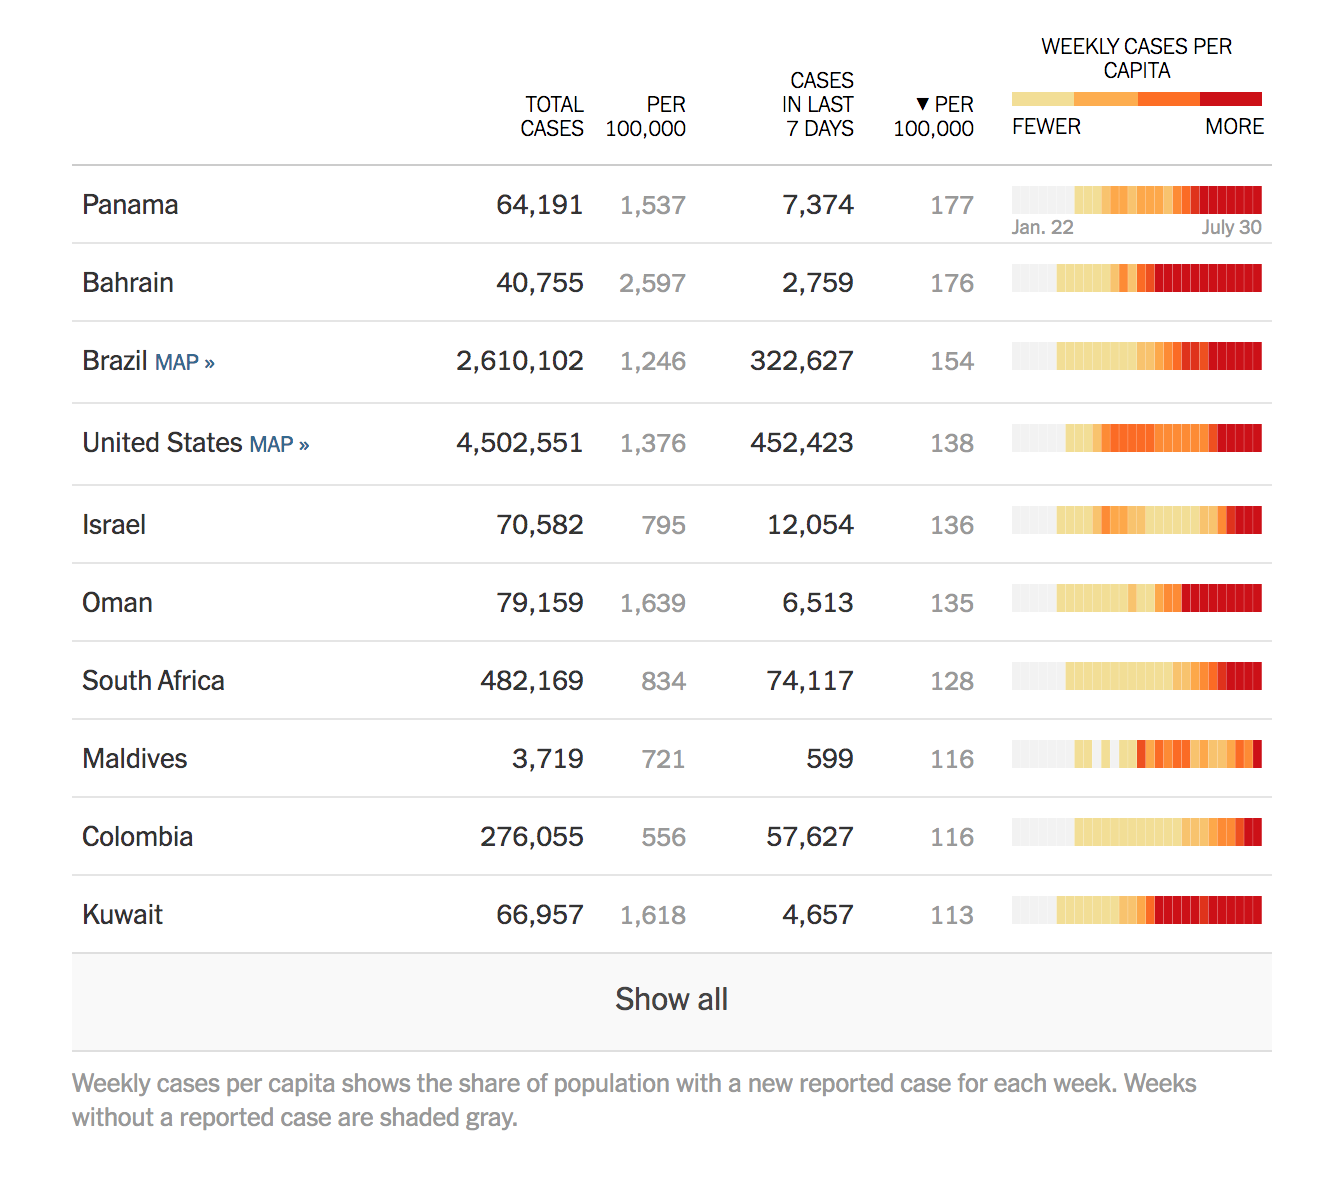 WEEKLY CASES PER
CAPITA
CASES
TOTAL PER IN LAST ▼ PER
CASES 100,000 7 DAYS 100,000
FEWER MORE
Panama 64,191 1,537 7,374 177
Jan. 22 July 30
Bahrain 40,755 2,597 2,759 176
Brazil MAP » 2,610,102 1,246 322,627 154
United States MAP » 4,502,551 1,376 452,423 138
Israel 70,582 795 12,054 136
Oman 79,159 1,639 6,513 135
South Africa 482,169 834 74,117 128
Maldives 3,719 721 599 116
Colombia 276,055 556 57,627 116
Kuwait 66,957 1,618 4,657 113
Show all
Weekly cases per capita shows the share of population with a new reported case for each week. Weeks
without a reported case are shaded gray.